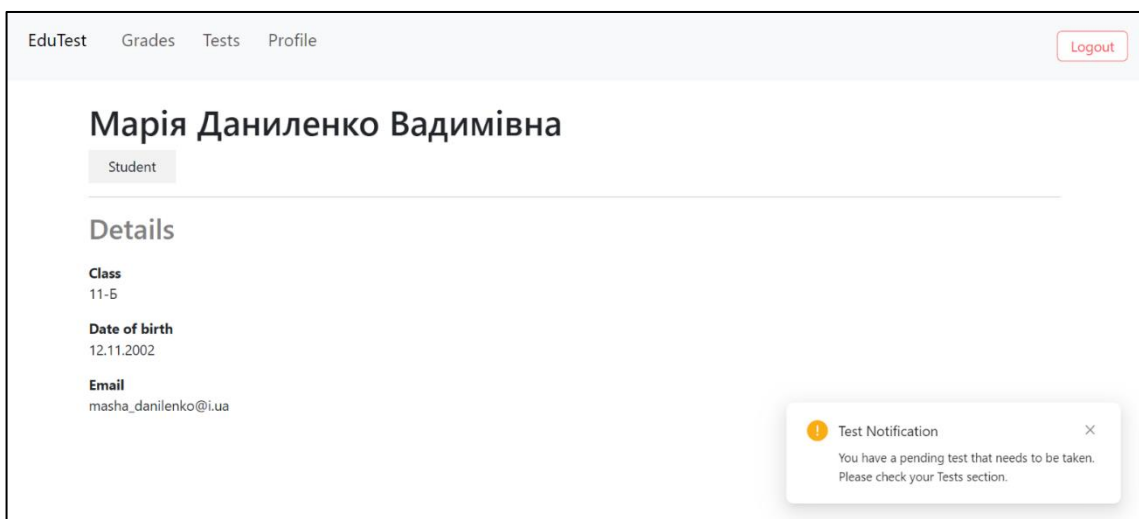 EduTest Grades Tests Profile Logout
Марія Даниленко Вадимівна
Student
Details
Class
11-Б
Date of birth
12.11.2002
Email
masha_danilenko@i.ua
Test Notification
You have a pending test that needs to be taken.
Please check your Tests section.